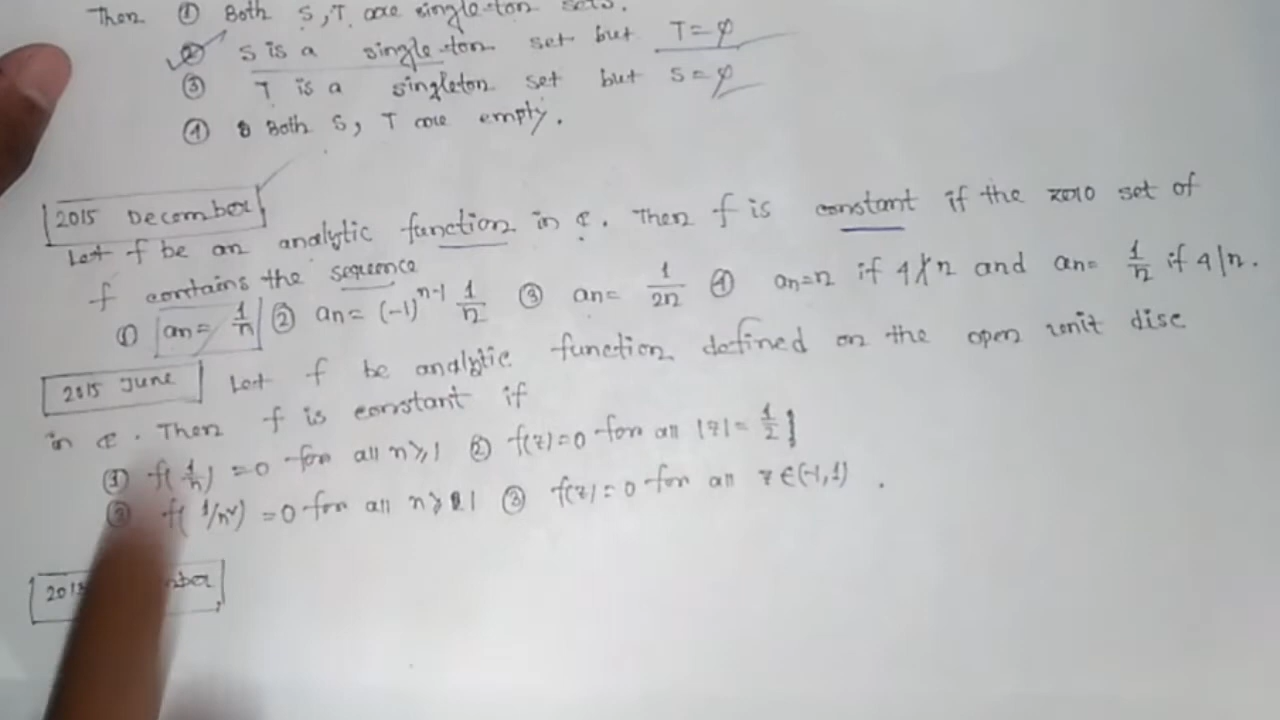 Then ① Both S, T are singleton sets.
② S is a singleton set but T = φ
③ T is a singleton set but S = φ
④ Both S, T are empty.
2015 December
Let f be an analytic function in ℂ. Then f is constant if the zero set of
f contains the sequence
① an = 1/n ② an = (-1)^{n-1} 1/n ③ an = 1/2n ④ an = n if 4∤n and an = 1/n if 4|n.
2015 June Let f be analytic function defined on the open unit disc
in ℂ. Then f is constant if
① f(1/n) = 0 for all n≥1 ② f(z) = 0 for all |z| = 1/2
f(1/n²) = 0 for all n≥1 ③ f(z) = 0 for all z∈(-1,1).